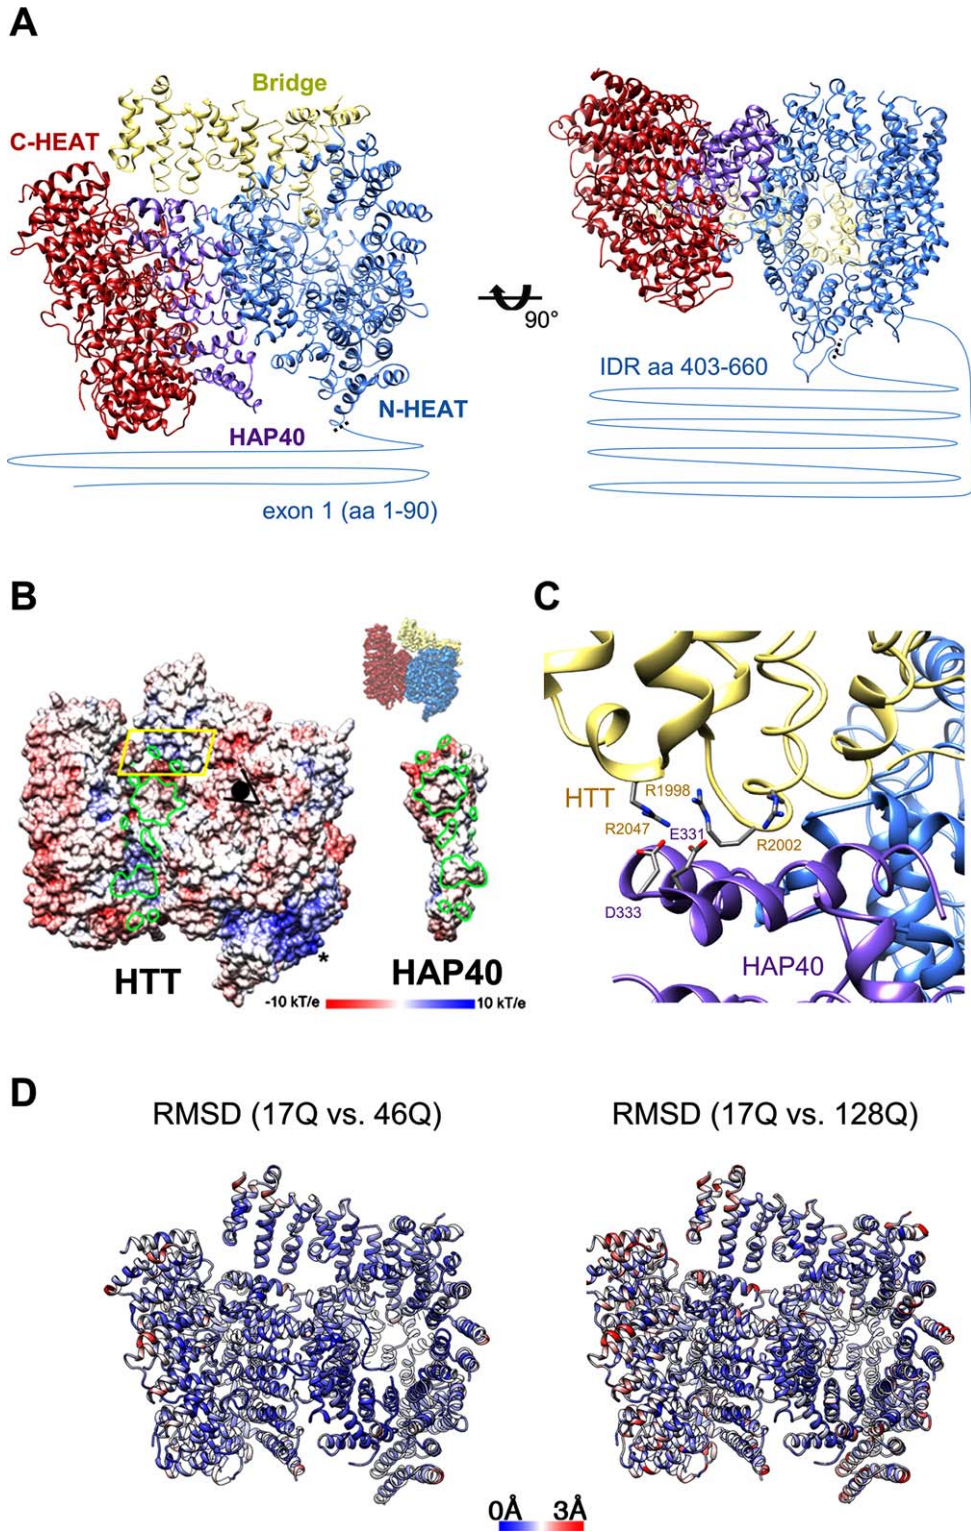 A
Bridge
C-HEAT
90°
IDR aa 403-660
N-HEAT
HAP40
exon 1 (aa 1-90)
B
C
HTT
R1998
R2047
E331
R2002
D333
HAP40
*
HTT
HAP40
-10 kT/e
10 kT/e
D
RMSD (17Q vs. 46Q)
RMSD (17Q vs. 128Q)
0Å
3Å